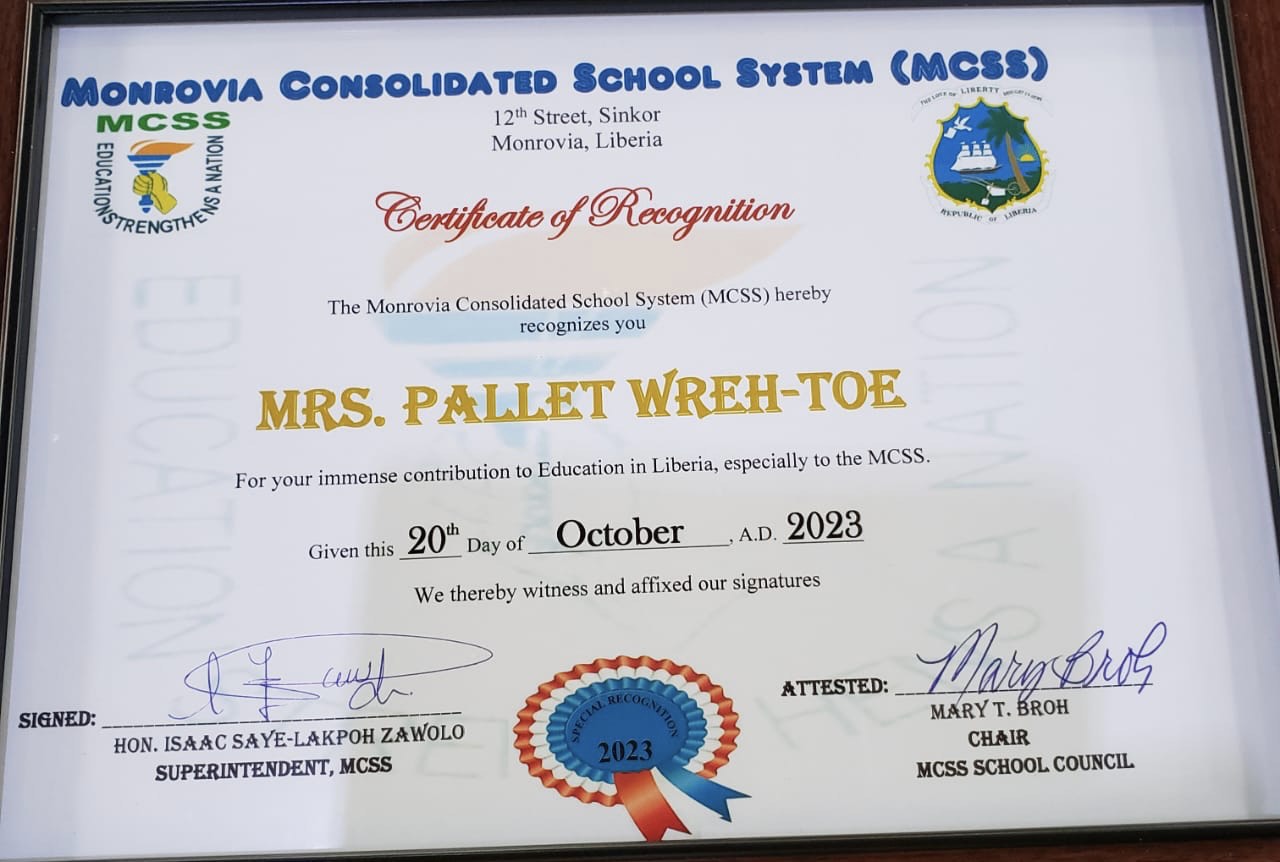 MONROVIA CONSOLIDATED SCHOOL SYSTEM (MCSS)
MCSS
EDUCATION STRENGTHENS A NATION
12th Street, Sinkor
Monrovia, Liberia
THE LOVE OF LIBERTY BROUGHT US HERE
REPUBLIC OF LIBERIA
Certificate of Recognition
The Monrovia Consolidated School System (MCSS) hereby
recognizes you
MRS. PALLET WREH-TOE
For your immense contribution to Education in Liberia, especially to the MCSS.
Given this 20th Day of October, A.D. 2023
We thereby witness and affixed our signatures
SIGNED:
HON. ISAAC SAYE-LAKPOH ZAWOLO
SUPERINTENDENT, MCSS
SPECIAL RECOGNITION
2023
ATTESTED: Mary Broh
MARY T. BROH
CHAIR
MCSS SCHOOL COUNCIL